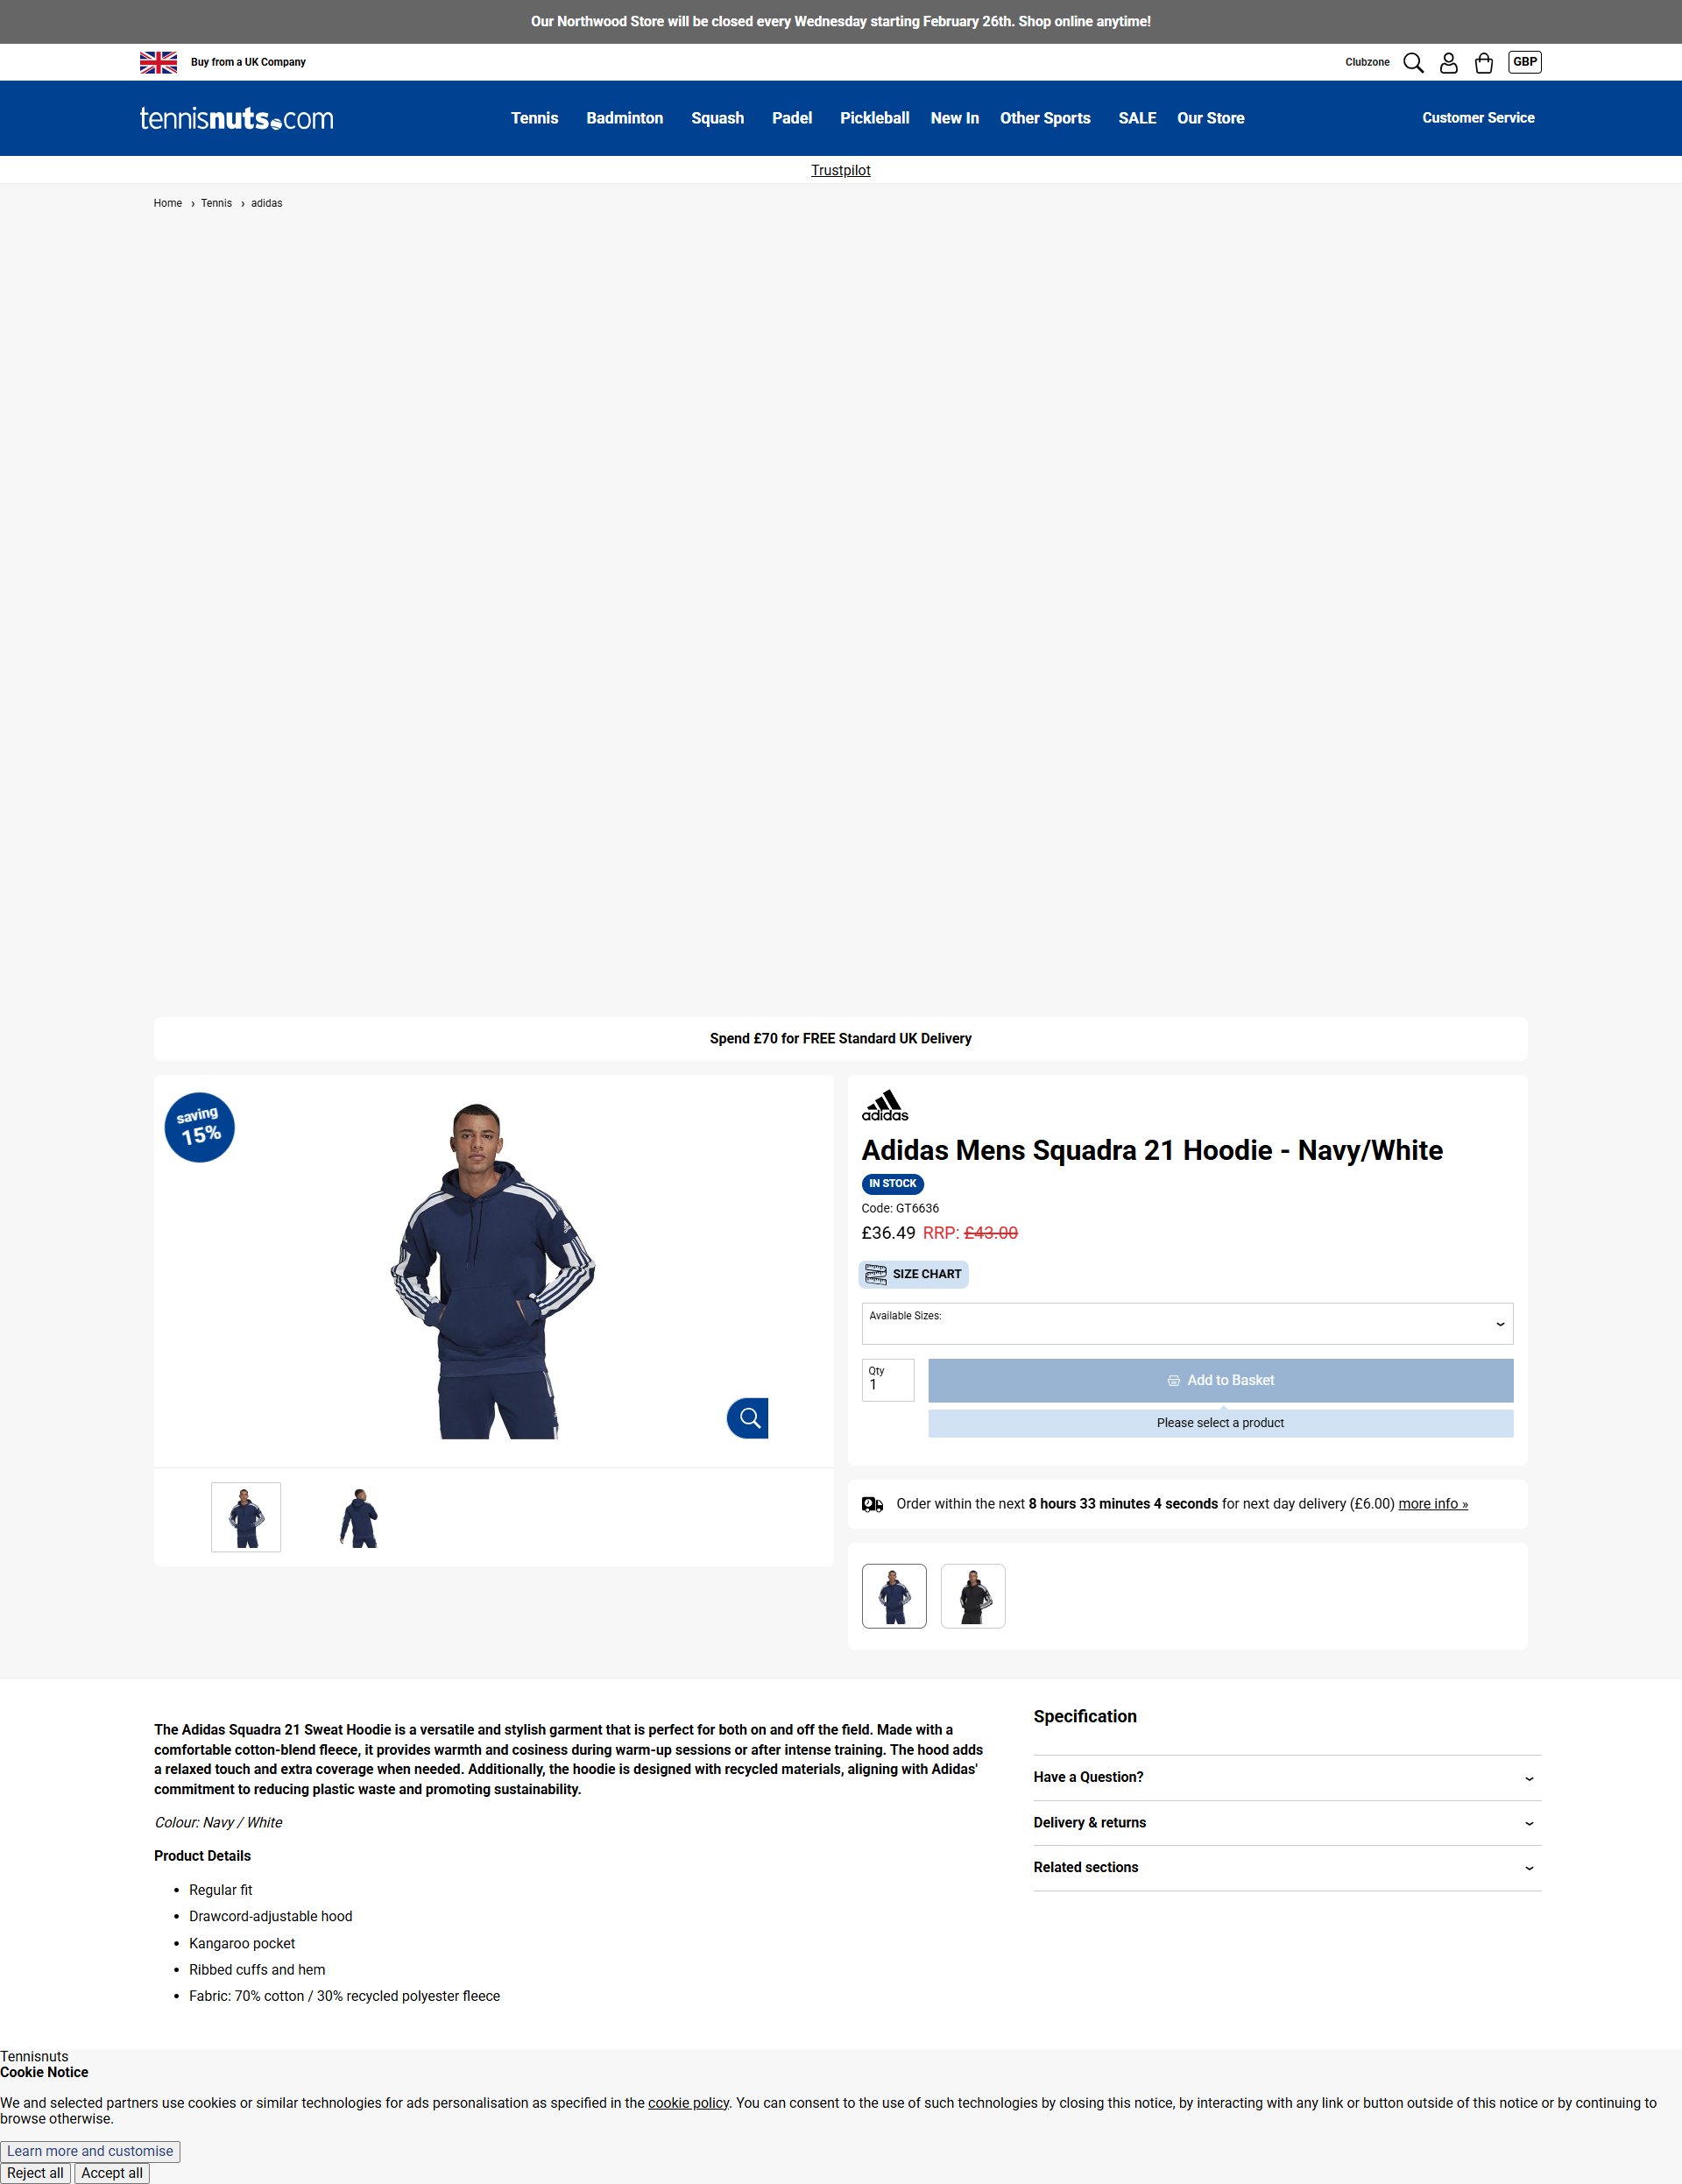 Our Northwood Store will be closed every Wednesday starting February 26th. Shop online anytime!
Buy from a UK Company
Clubzone
GBP
tennisnuts.com
Tennis
Badminton
Squash
Padel
Pickleball
New In
Other Sports
SALE
Our Store
Customer Service
Trustpilot
Home › Tennis › adidas
Spend £70 for FREE Standard UK Delivery
saving
15%
adidas
Adidas Mens Squadra 21 Hoodie - Navy/White
IN STOCK
Code: GT6636
£36.49 RRP: £43.00
SIZE CHART
Available Sizes:
Qty
1
Add to Basket
Please select a product
Order within the next 8 hours 33 minutes 4 seconds for next day delivery (£6.00) more info »
The Adidas Squadra 21 Sweat Hoodie is a versatile and stylish garment that is perfect for both on and off the field. Made with a
comfortable cotton-blend fleece, it provides warmth and cosiness during warm-up sessions or after intense training. The hood adds
a relaxed touch and extra coverage when needed. Additionally, the hoodie is designed with recycled materials, aligning with Adidas'
commitment to reducing plastic waste and promoting sustainability.
Colour: Navy / White
Product Details
• Regular fit
• Drawcord-adjustable hood
• Kangaroo pocket
• Ribbed cuffs and hem
• Fabric: 70% cotton / 30% recycled polyester fleece
Specification
Have a Question?
Delivery & returns
Related sections
Tennisnuts
Cookie Notice
We and selected partners use cookies or similar technologies for ads personalisation as specified in the cookie policy. You can consent to the use of such technologies by closing this notice, by interacting with any link or button outside of this notice or by continuing to
browse otherwise.
Learn more and customise
Reject all
Accept all